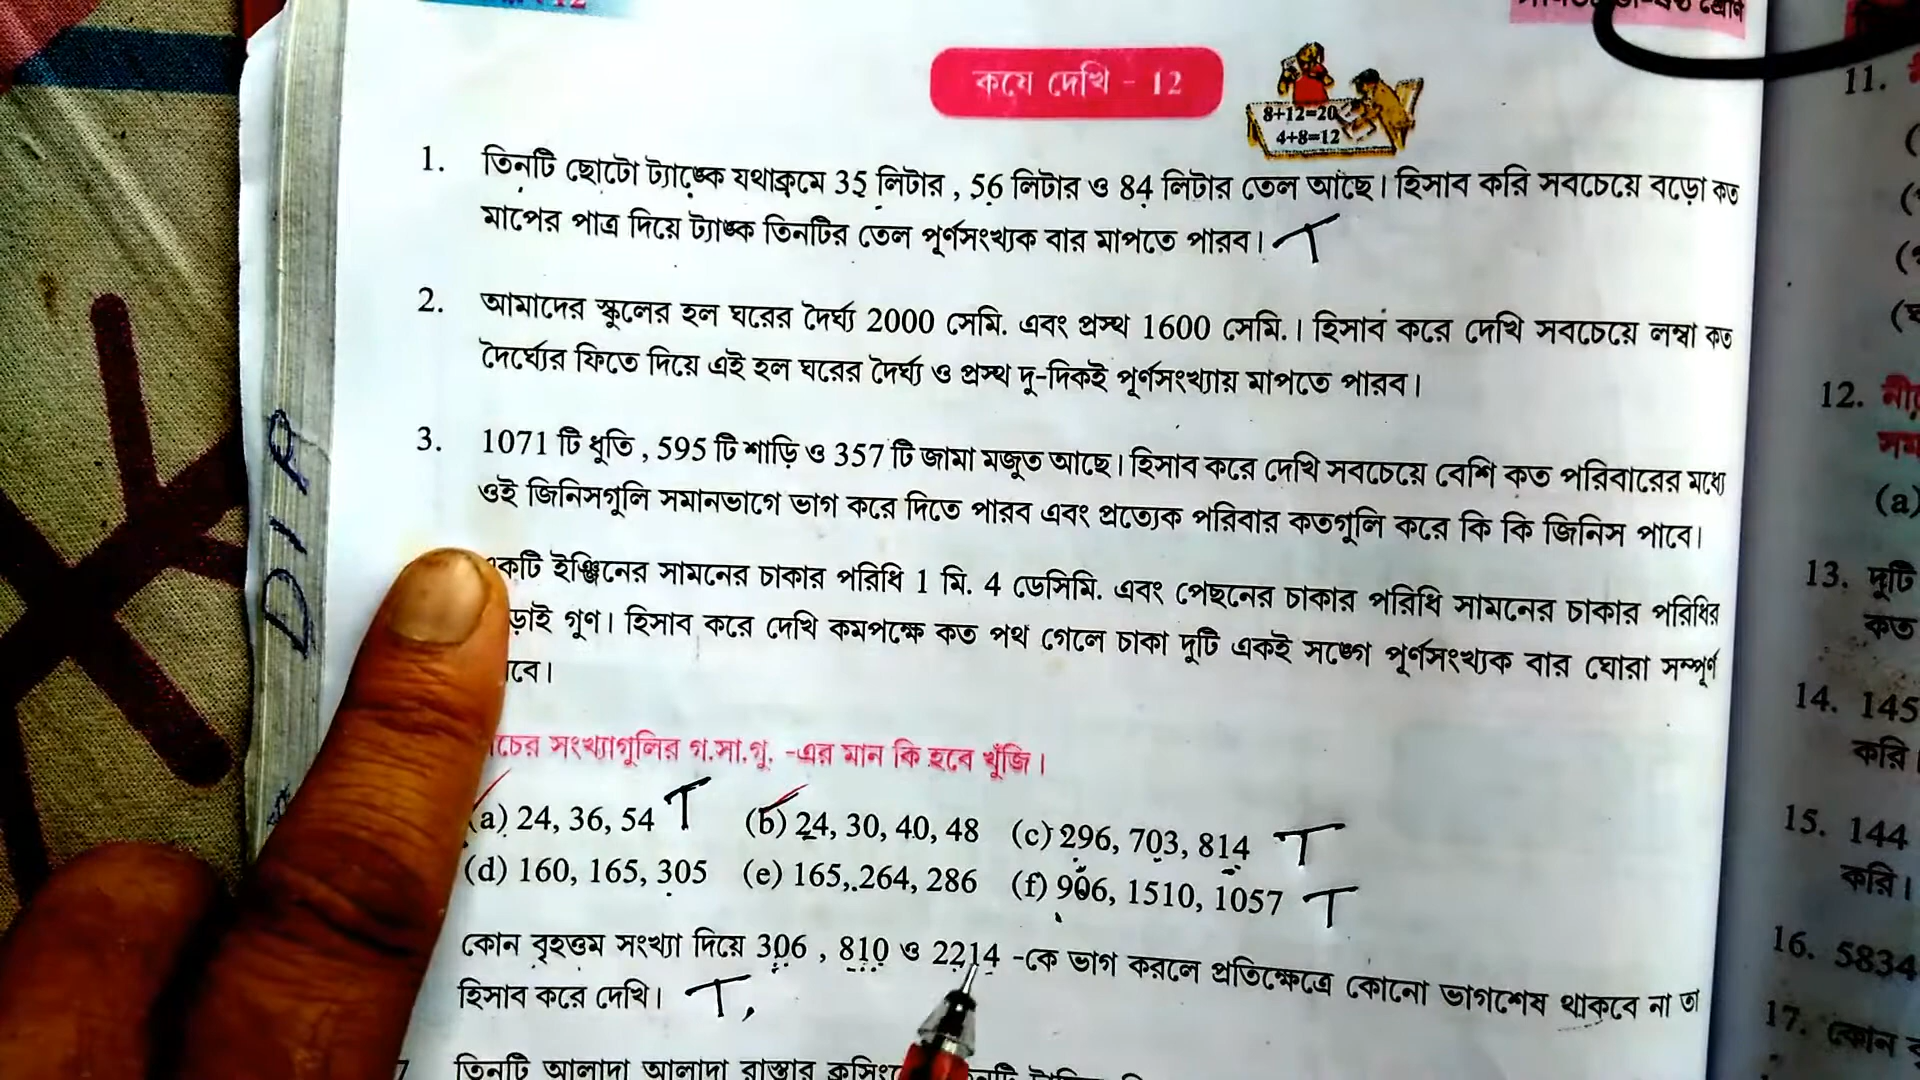 12
কষে দেখি - 12
8+12=20
4+8=12
1. তিনটি ছোটো ট্যাঙ্কে যথাক্রমে 35 লিটার , 56 লিটার ও 84 লিটার তেল আছে। হিসাব করি সবচেয়ে বড়ো কত
মাপের পাত্র দিয়ে ট্যাঙ্ক তিনটির তেল পূর্ণসংখ্যক বার মাপতে পারব। T
2. আমাদের স্কুলের হল ঘরের দৈর্ঘ্য 2000 সেমি. এবং প্রস্থ 1600 সেমি.। হিসাব করে দেখি সবচেয়ে লম্বা কত
দৈর্ঘ্যের ফিতে দিয়ে এই হল ঘরের দৈর্ঘ্য ও প্রস্থ দু-দিকই পূর্ণসংখ্যায় মাপতে পারব।
3. 1071 টি ধুতি , 595 টি শাড়ি ও 357 টি জামা মজুত আছে। হিসাব করে দেখি সবচেয়ে বেশি কত পরিবারের মধ্যে
ওই জিনিসগুলি সমানভাগে ভাগ করে দিতে পারব এবং প্রত্যেক পরিবার কতগুলি করে কি কি জিনিস পাবে।
ইঞ্জিনের সামনের চাকার পরিধি 1 মি. 4 ডেসিমি. এবং পেছনের চাকার পরিধি সামনের চাকার পরিধির
গুণ। হিসাব করে দেখি কমপক্ষে কত পথ গেলে চাকা দুটি একই সঙ্গে পূর্ণসংখ্যক বার ঘোরা সম্পূর্ণ
সংখ্যাগুলির গ.সা.গু. -এর মান কি হবে খুঁজি।
(a) 24, 36, 54 T (b) 24, 30, 40, 48 (c) 296, 703, 814 T
(d) 160, 165, 305 (e) 165, 264, 286 (f) 906, 1510, 1057 T
কোন বৃহত্তম সংখ্যা দিয়ে 306 , 810 ও 2214 -কে ভাগ করলে প্রতিক্ষেত্রে কোনো ভাগশেষ থাকবে না তা
হিসাব করে দেখি। T,
তিনটি আলাদা আলাদা রাস্তার
DIP
11.
12.
(a)
13. দুটি
কত
14. 145
করি।
15. 144
করি।
16. 5834
17. কোন